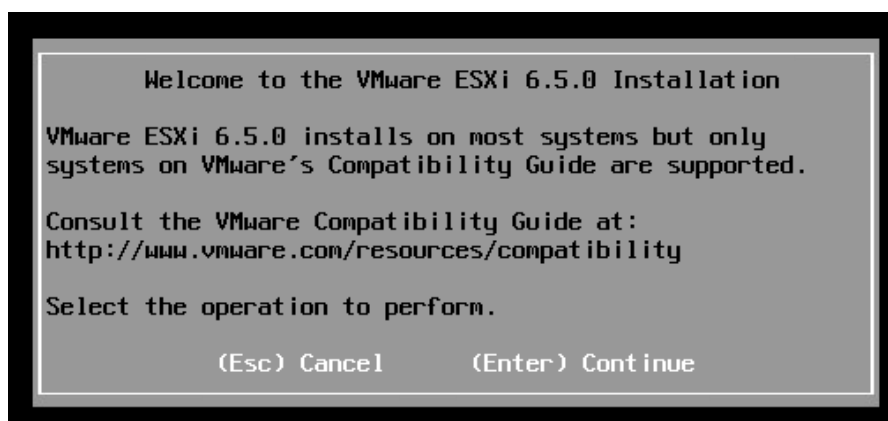 Welcome to the VMware ESXi 6.5.0 Installation
VMware ESXi 6.5.0 installs on most systems but only
systems on VMware's Compatibility Guide are supported.
Consult the VMware Compatibility Guide at:
http://www.vmware.com/resources/compatibility
Select the operation to perform.
(Esc) Cancel (Enter) Continue